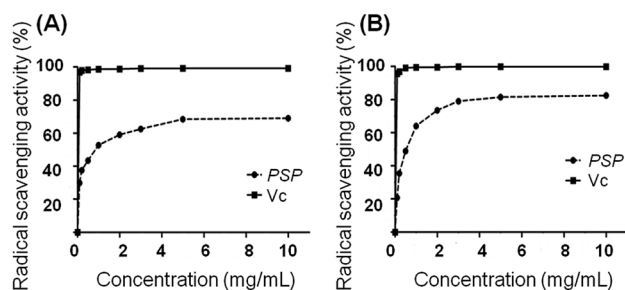 (A)
Radical scavenging activity (%)
100
80
60
40
20
0 2 4 6 8 10
Concentration (mg/mL)
PSP
Vc
(B)
Radical scavenging activity (%)
100
80
60
40
20
0 2 4 6 8 10
Concentration (mg/mL)
PSP
Vc